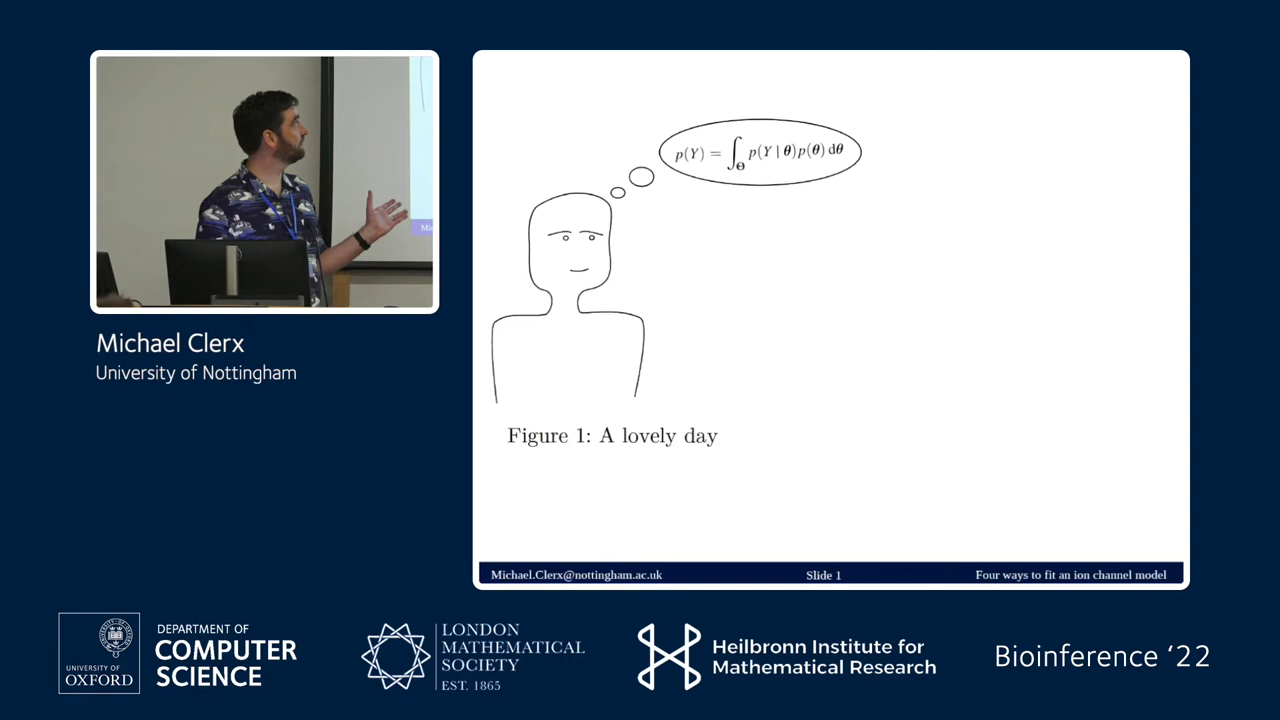 Mic
Michael Clerx
University of Nottingham
p(Y) = ∫_Θ p(Y | θ)p(θ) dθ
Figure 1: A lovely day
Michael.Clerx@nottingham.ac.uk Slide 1 Four ways to fit an ion channel model
UNIVERSITY OF
OXFORD
DEPARTMENT OF
COMPUTER
SCIENCE
LONDON
MATHEMATICAL
SOCIETY
EST. 1865
Heilbronn Institute for
Mathematical Research
Bioinference ‘22